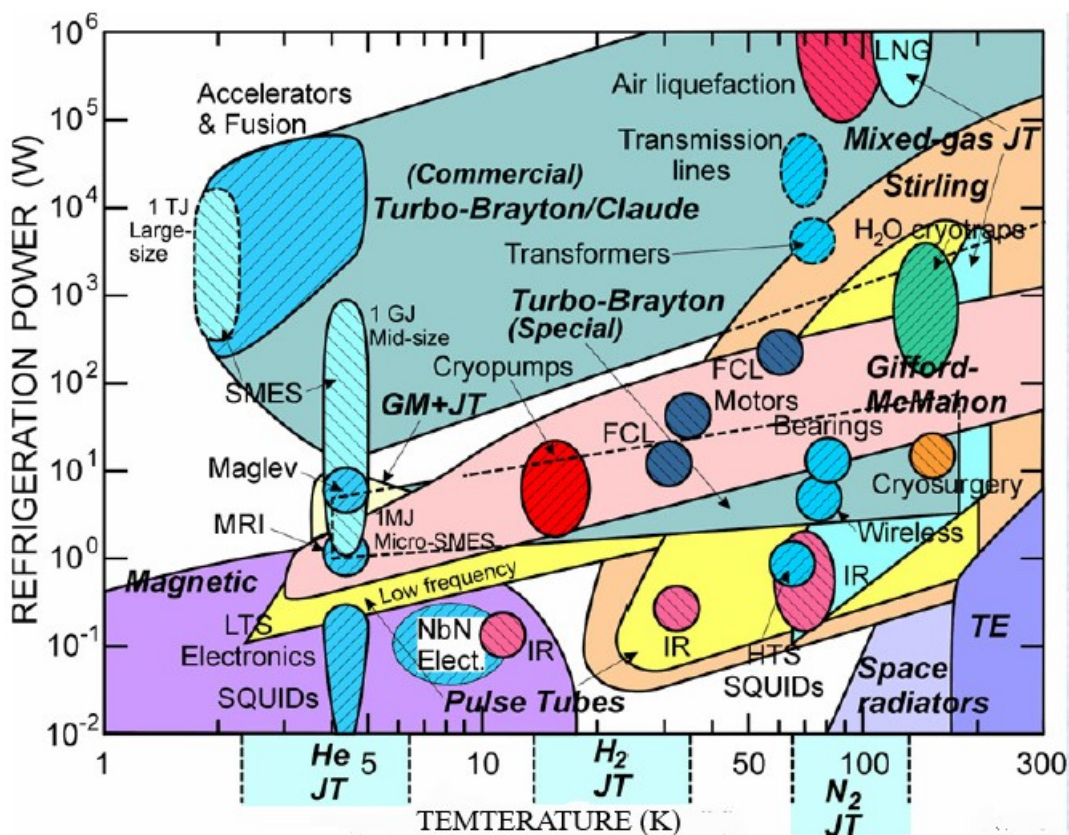 10^6
10^5
10^4
10^3
10^2
10^1
10^0
10^-1
10^-2
REFRIGERATION POWER (W)
Accelerators
& Fusion
Air liquefaction
LNG
Transmission
lines
Mixed-gas JT
Stirling
(Commercial)
Turbo-Brayton/Claude
1 TJ
Large-
size
Transformers
H2O cryotraps
Turbo-Brayton
(Special)
1 GJ
Mid-size
Cryopumps
SMES
GM+JT
FCL
Motors
Gifford-
McMahon
FCL
Bearings
Maglev
Cryosurgery
MRI
1MJ
Micro-SMES
Wireless
Magnetic
Low frequency
IR
LTS
Electronics
NbN
Elect.
IR
IR
HTS
SQUIDs
TE
SQUIDs
Pulse Tubes
Space
radiators
1
5
10
50
100
300
He
JT
H2
JT
N2
JT
TEMTERATURE (K)